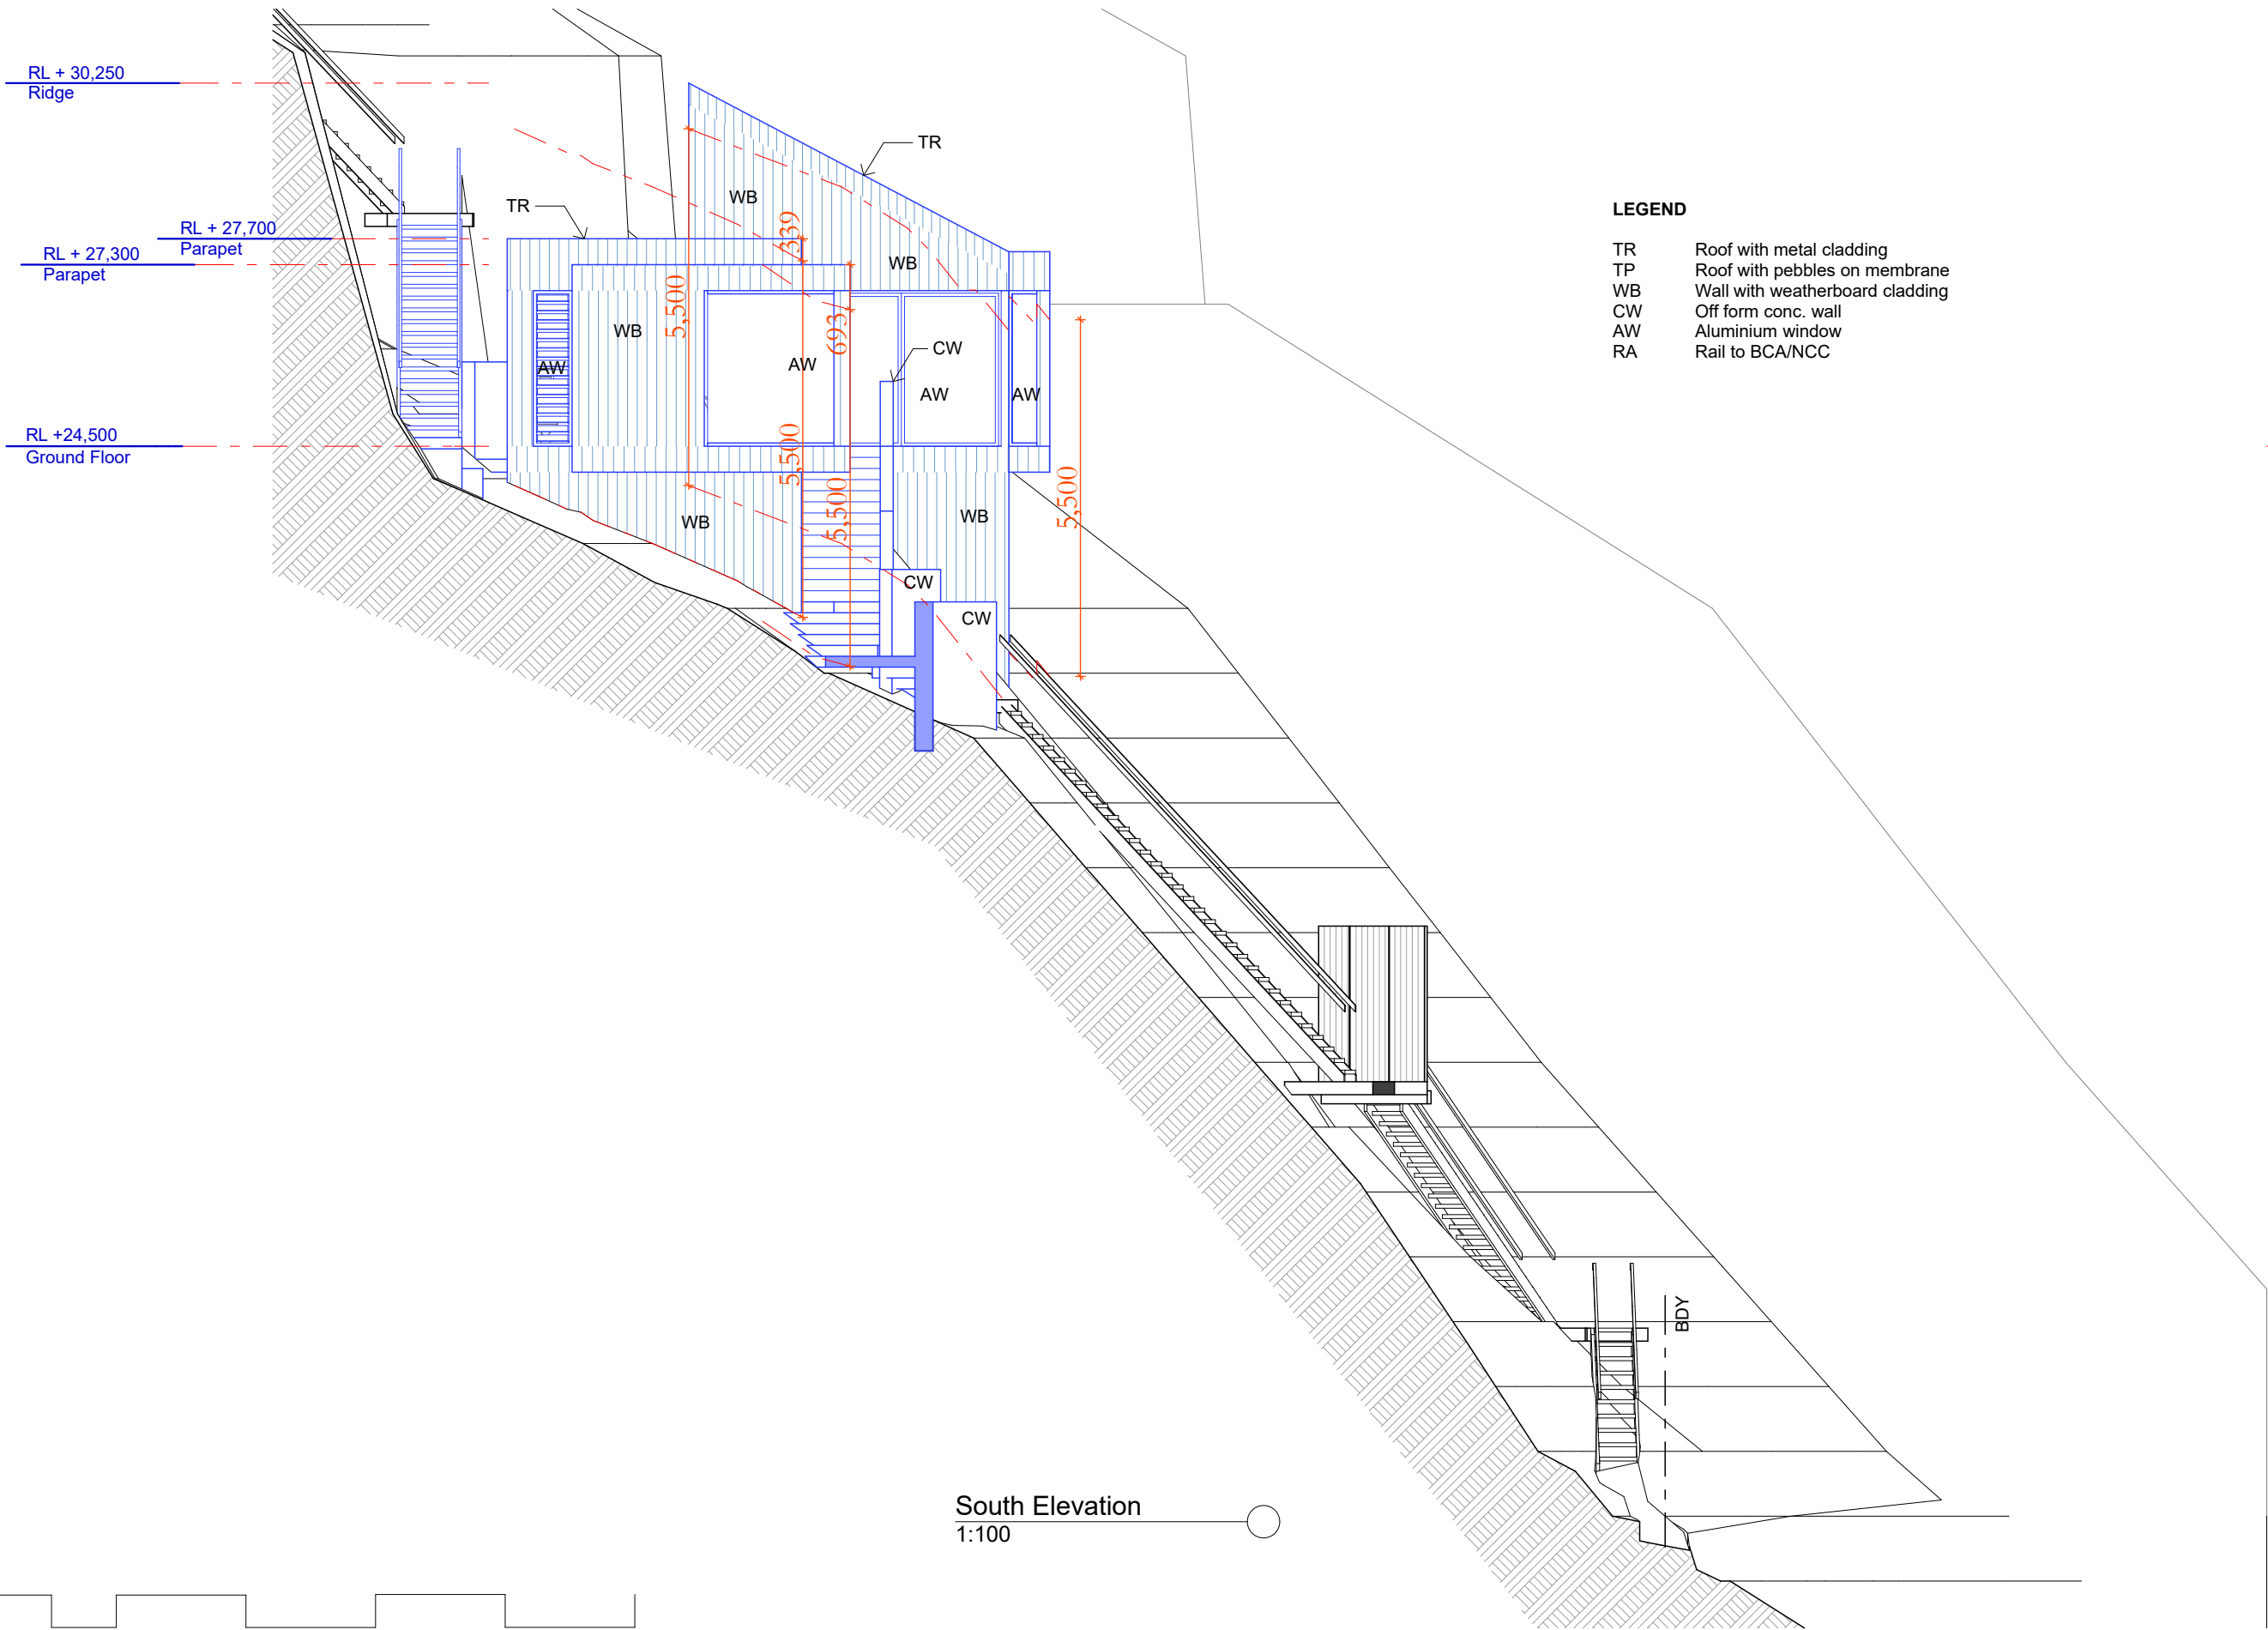 RL + 30,250
Ridge
RL + 27,700
Parapet
RL + 27,300
Parapet
RL +24,500
Ground Floor
TR
TR
WB
WB
WB
WB
WB
AW
AW
AW
AW
CW
CW
CW
339
5,500
693
5,500
5,500
5,500
LEGEND
TR Roof with metal cladding
TP Roof with pebbles on membrane
WB Wall with weatherboard cladding
CW Off form conc. wall
AW Aluminium window
RA Rail to BCA/NCC
BDY
South Elevation
1:100